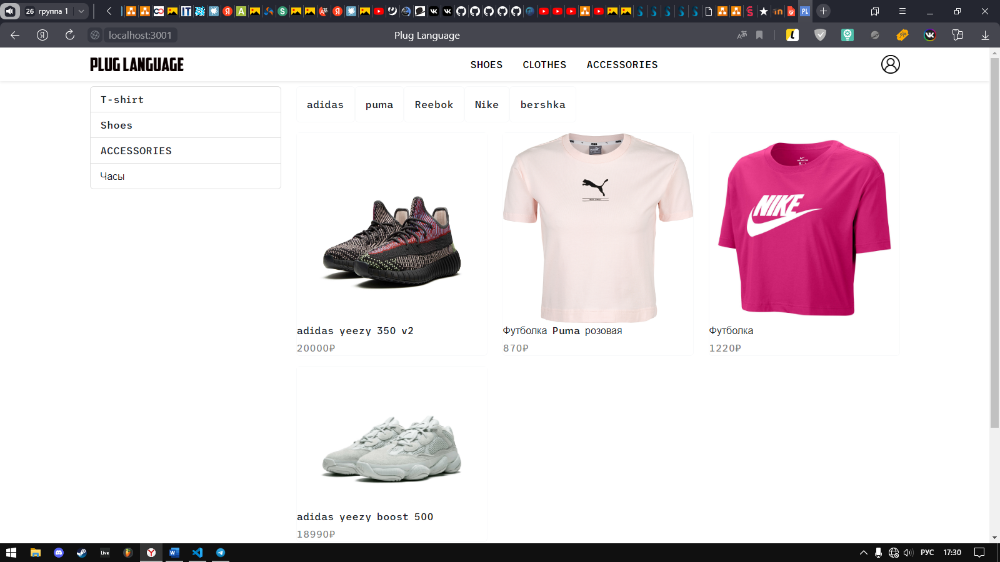 26 группа 1
localhost:3001
Plug Language
PLUG LANGUAGE
SHOES CLOTHES ACCESSORIES
T-shirt
Shoes
ACCESSORIES
Часы
adidas puma Reebok Nike bershka
PUMA
NIKE
adidas yeezy 350 v2
20000₽
Футболка Puma розовая
870₽
Футболка
1220₽
adidas yeezy boost 500
18990₽
Live
РУС 17:30